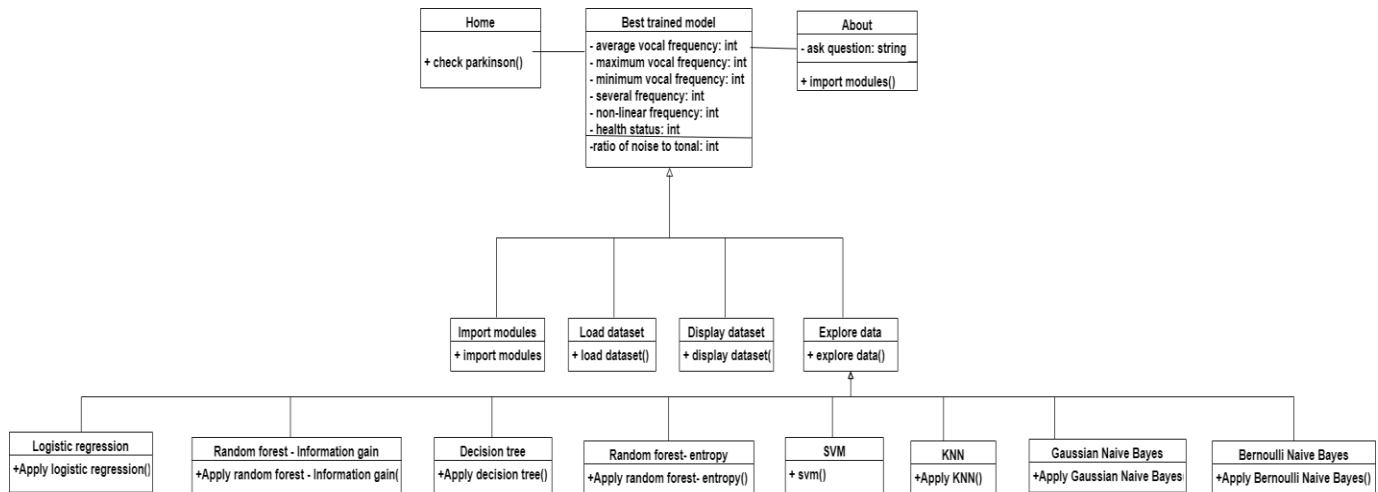 Home
+ check parkinson()
Best trained model
- average vocal frequency: int
- maximum vocal frequency: int
- minimum vocal frequency: int
- several frequency: int
- non-linear frequency: int
- health status: int
-ratio of noise to tonal: int
About
- ask question: string
+ import modules()
Import modules
+ import modules
Load dataset
+ load dataset()
Display dataset
+ display dataset(
Explore data
+ explore data()
Logistic regression
+Apply logistic regression()
Random forest - Information gain
+Apply random forest - Information gain(
Decision tree
+Apply decision tree()
Random forest- entropy
+Apply random forest- entropy()
SVM
+ svm()
KNN
+Apply KNN()
Gaussian Naive Bayes
+Apply Gaussian Naive Bayes(
Bernoulli Naive Bayes
+Apply Bernoulli Naive Bayes()